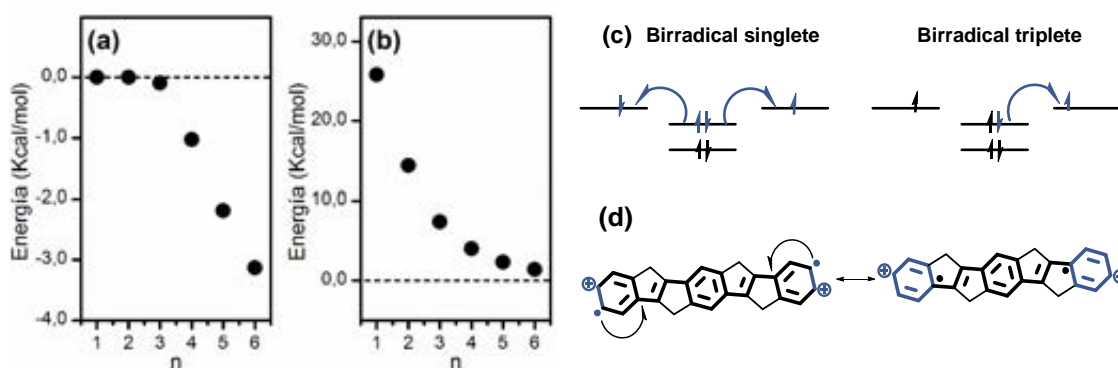 (a)
Energía (Kcal/mol)
0,0
-1,0
-2,0
-3,0
-4,0
1 2 3 4 5 6
n
(b)
Energía (Kcal/mol)
30,0
20,0
10,0
0,0
1 2 3 4 5 6
n
(c) Birradical singlete Birradical triplete
(d)